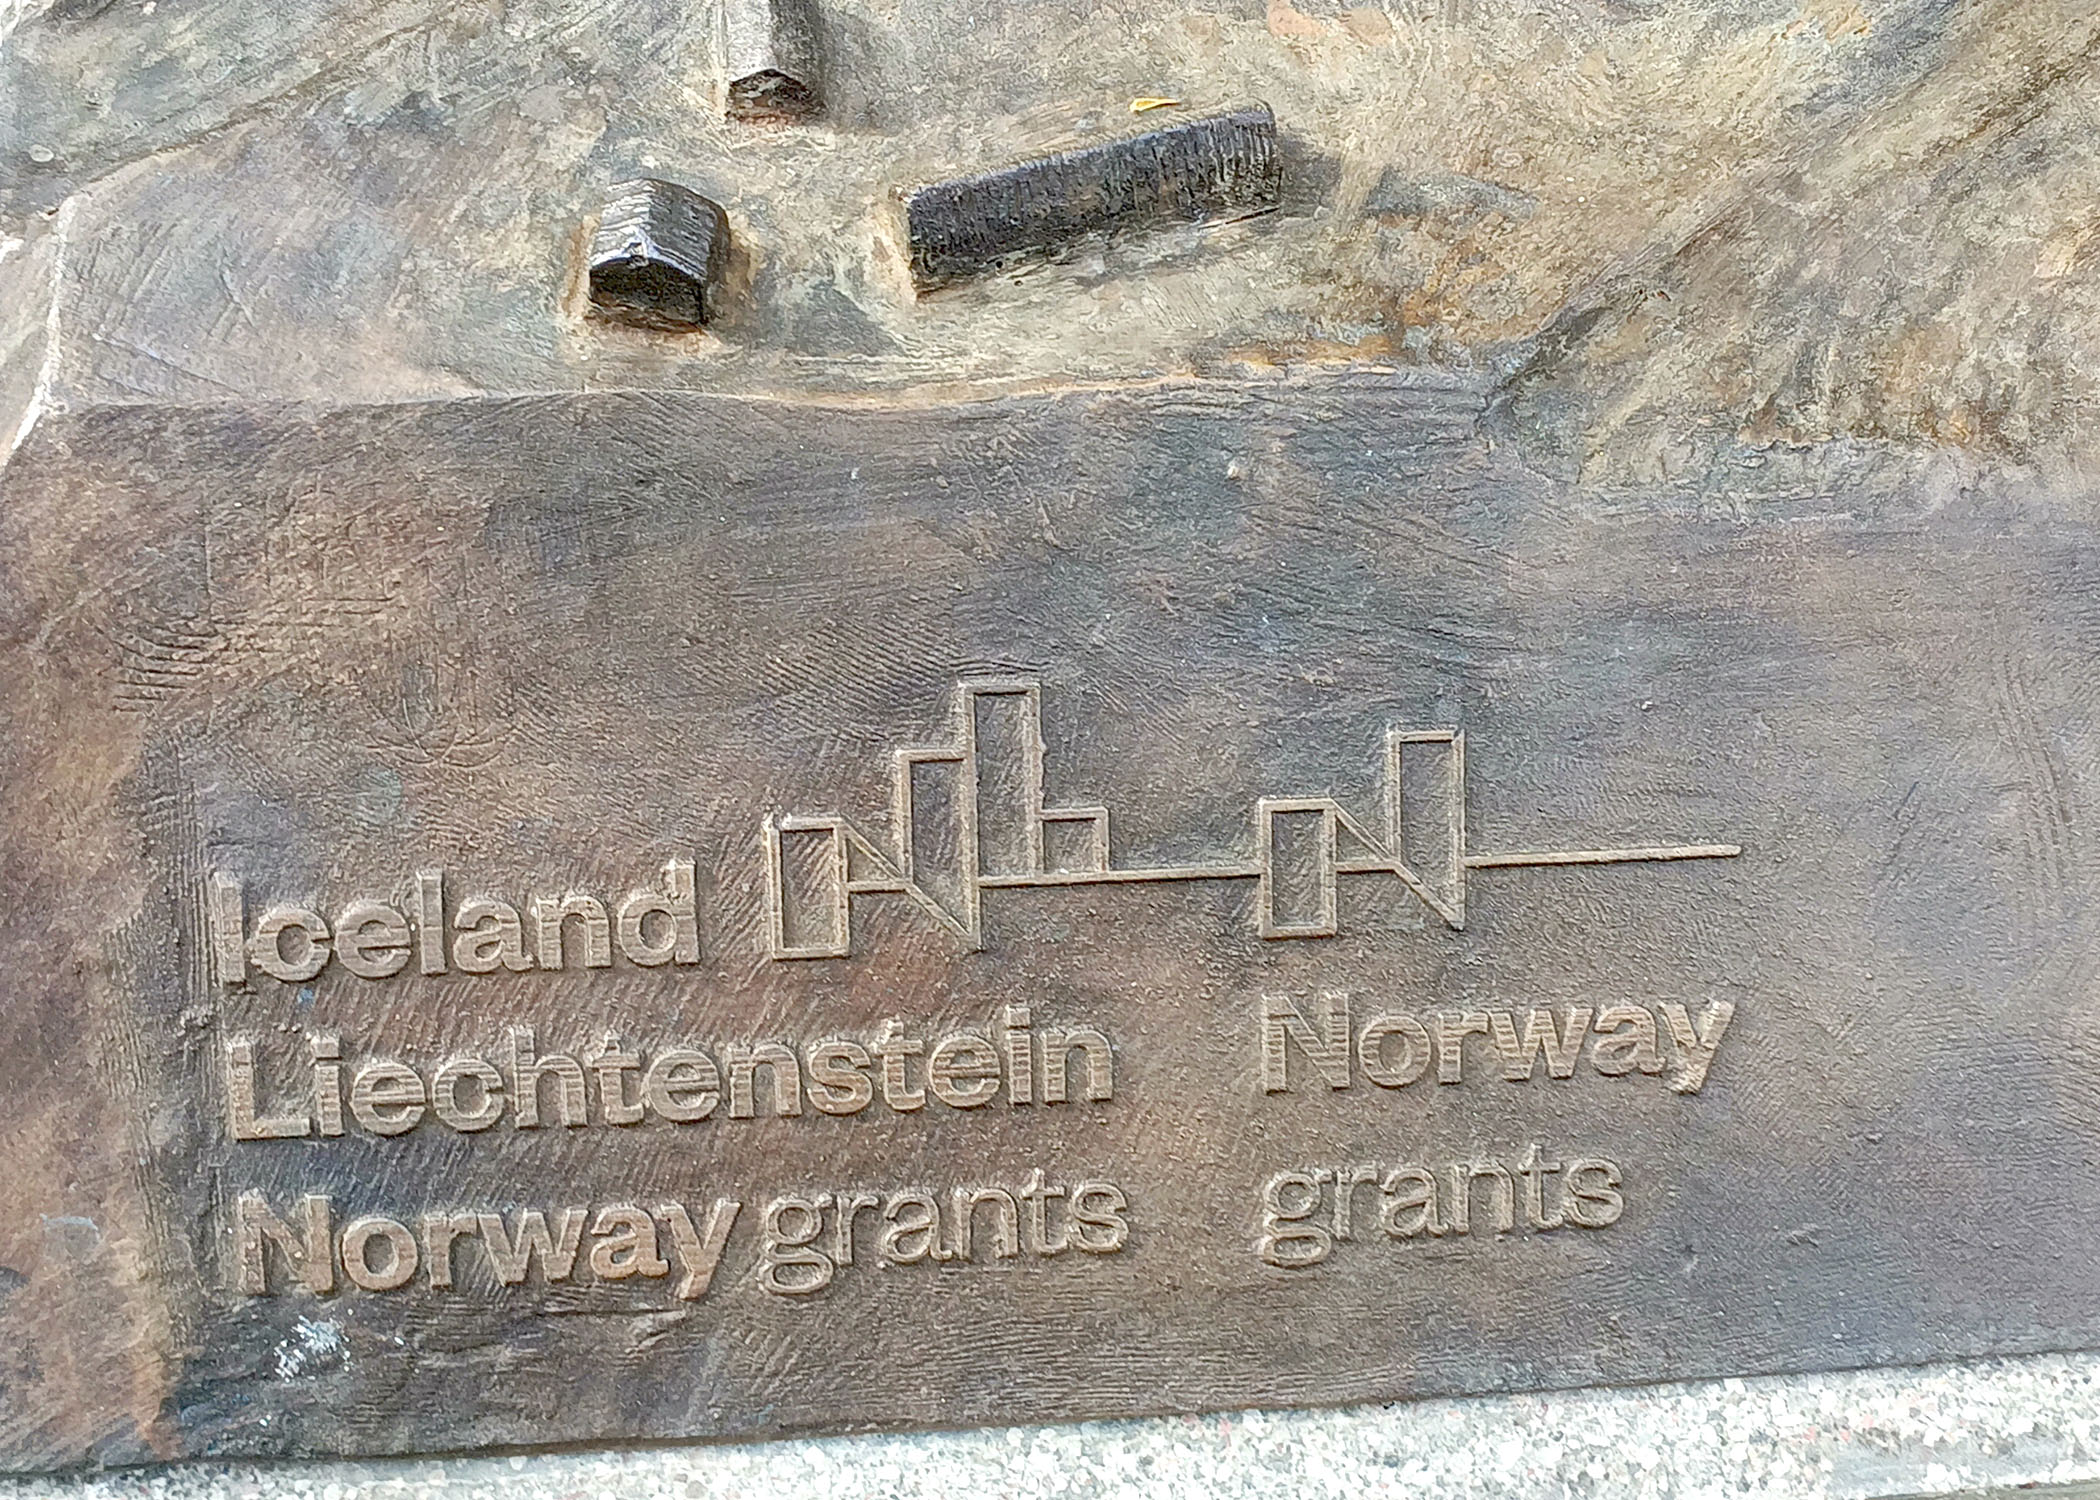 Iceland
Liechtenstein
Norway grants
Norway
grants